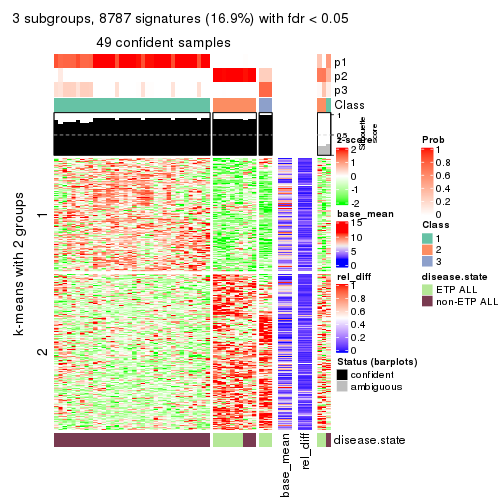 3 subgroups, 8787 signatures (16.9%) with fdr < 0.05
49 confident samples
p1
p2
p3
Class
1
0.5
Silhouette
score
k-means with 2 groups
1
2
z-score
2
1
0
-1
-2
base_mean
15
10
5
0
rel_diff
1
0.8
0.6
0.4
0.2
0
Status (barplots)
confident
ambiguous
Prob
1
0.8
0.6
0.4
0.2
0
Class
1
2
3
disease.state
ETP ALL
non-ETP ALL
disease.state
base_mean
rel_diff